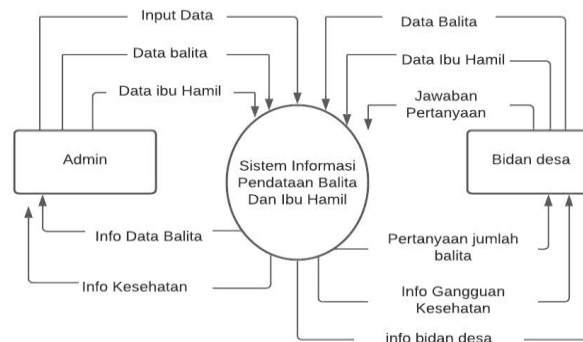 Input Data
Data balita
Data ibu Hamil
Admin
Info Data Balita
Info Kesehatan
Sistem Informasi
Pendataan Balita
Dan Ibu Hamil
Data Balita
Data Ibu Hamil
Jawaban
Pertanyaan
Bidan desa
Pertanyaan jumlah
balita
Info Gangguan
Kesehatan
info bidan desa